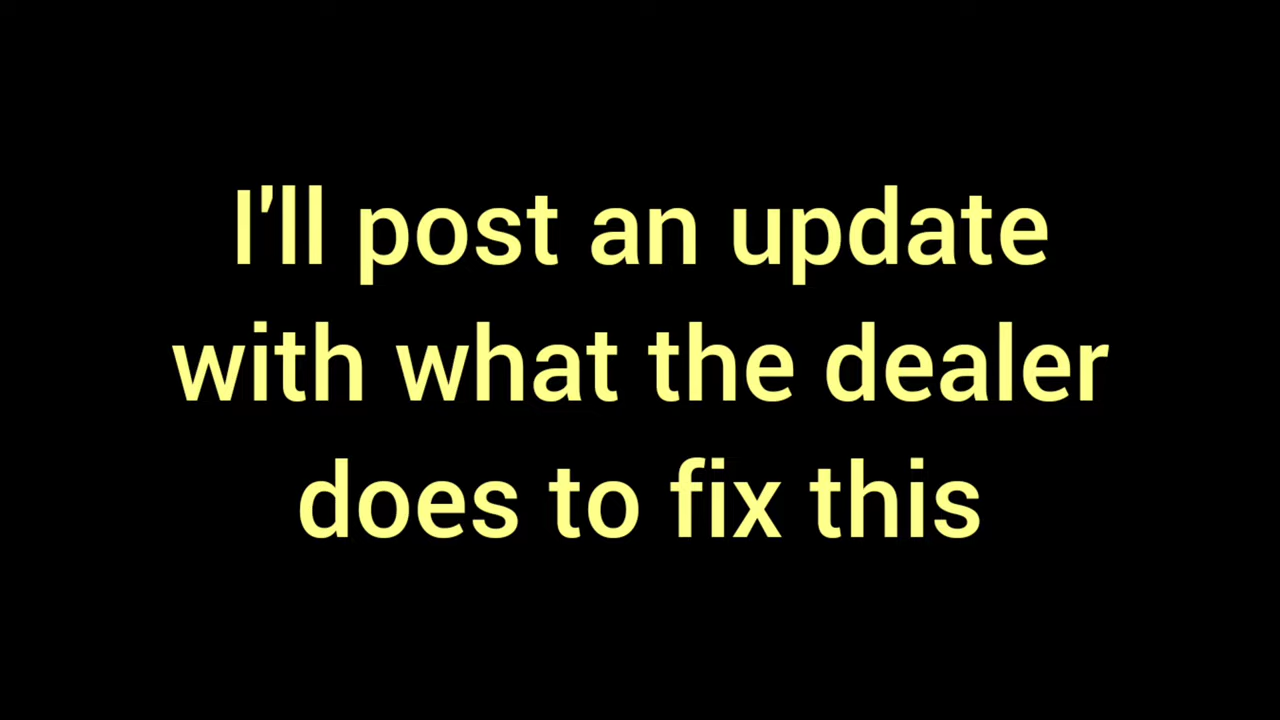 I'll post an update
with what the dealer
does to fix this